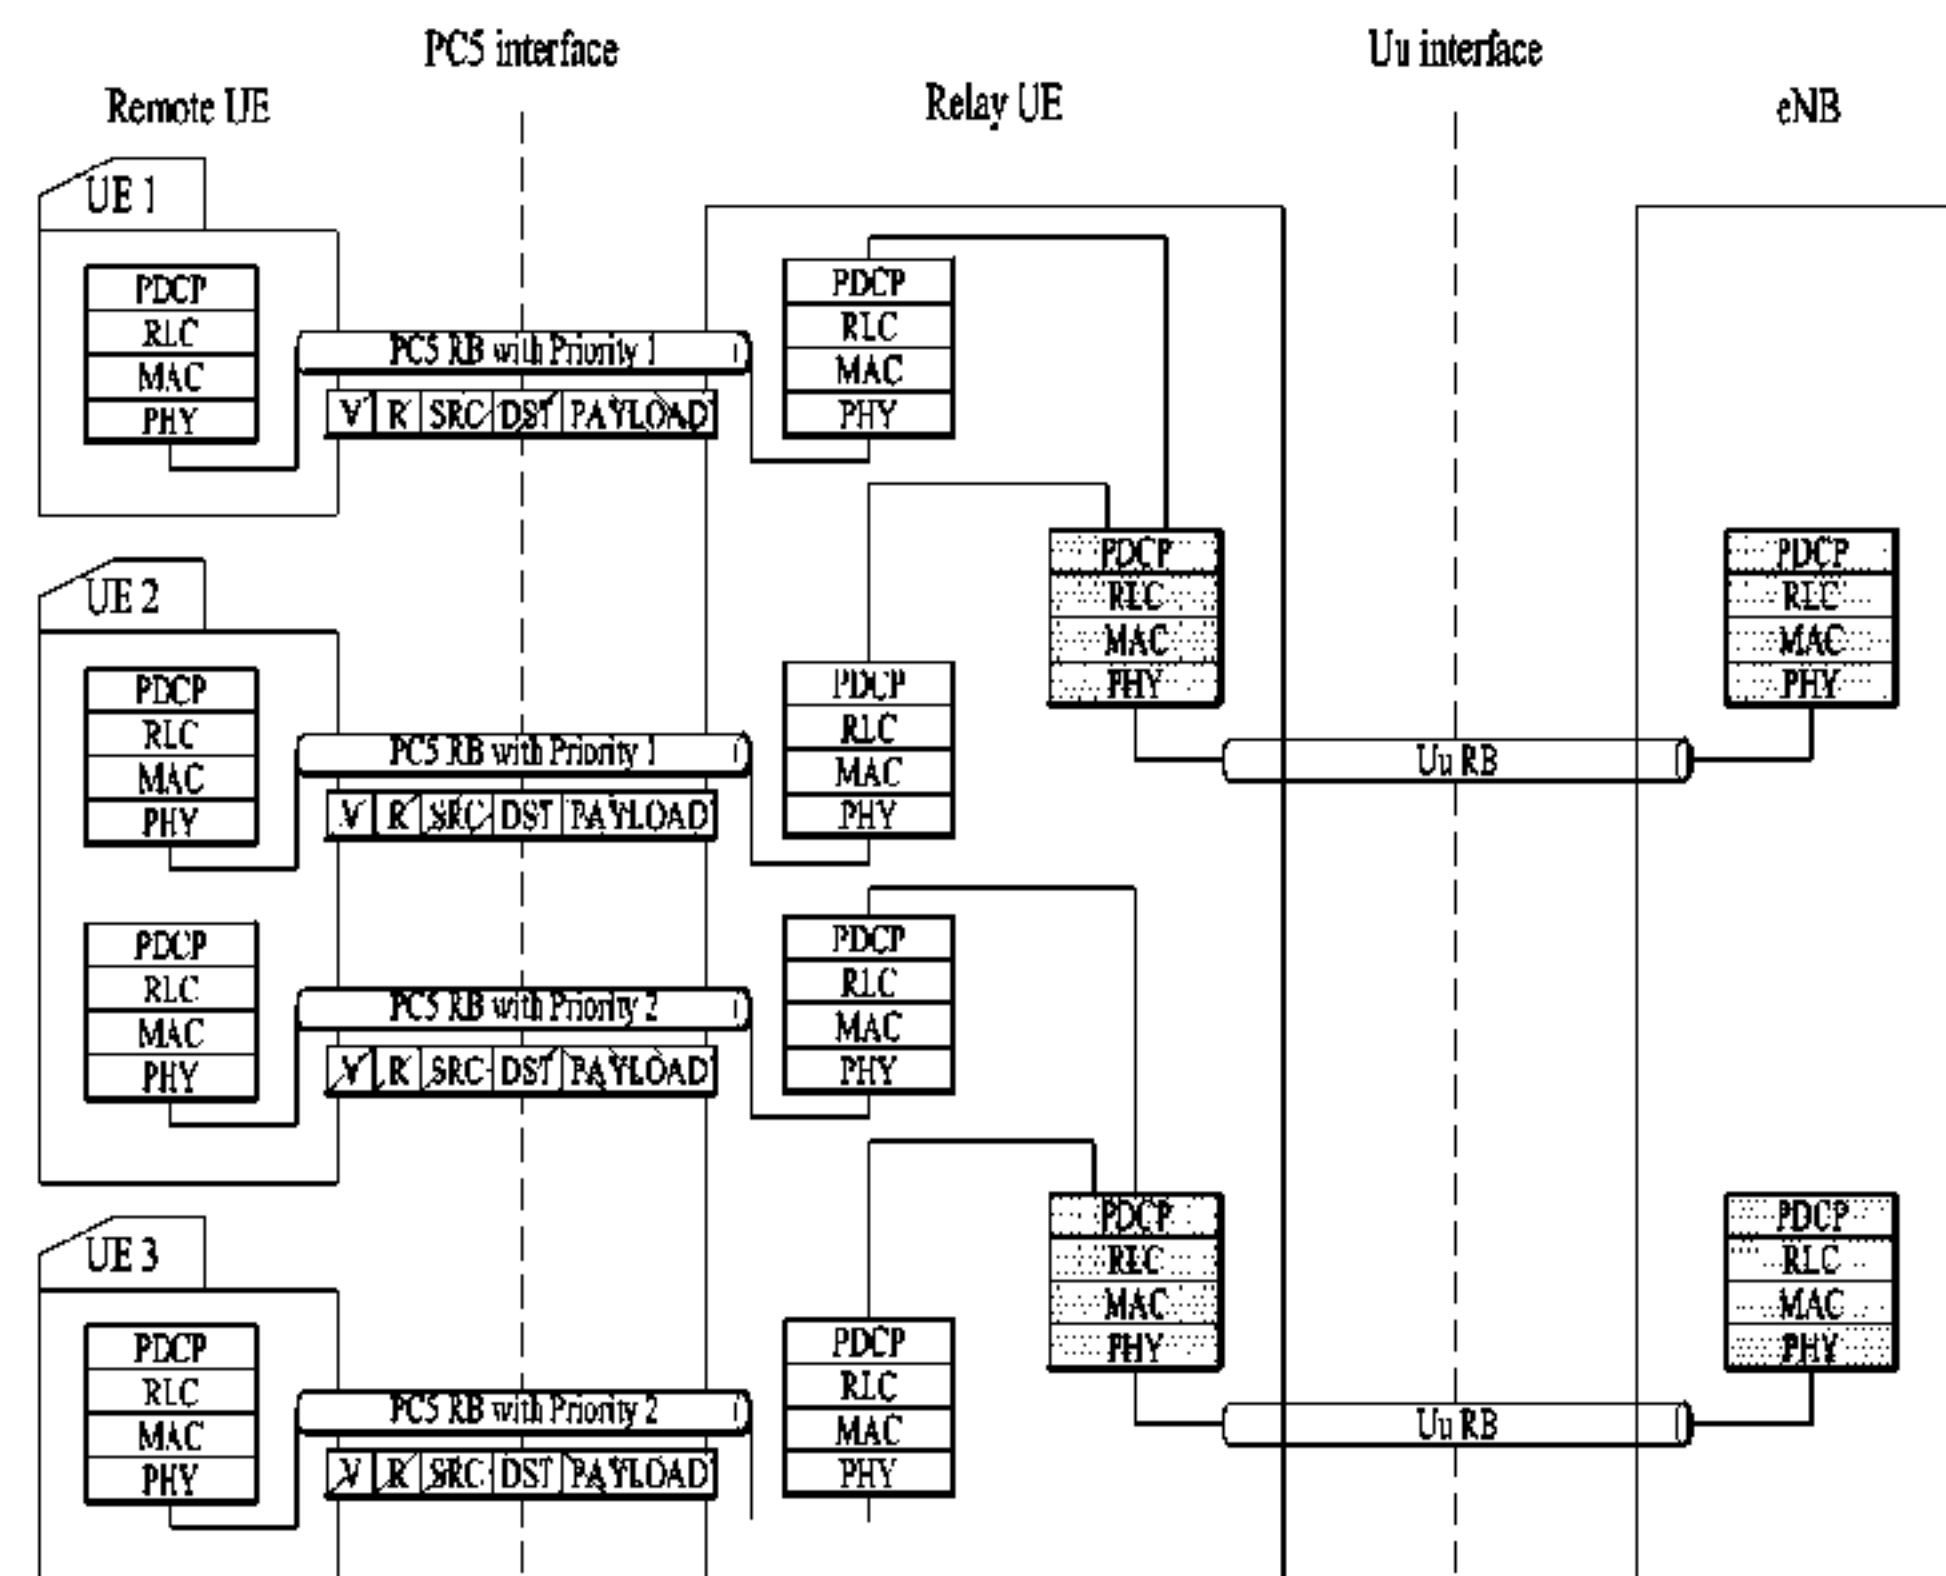 PC5 interface
Uu interface
Remote UE
Relay UE
eNB
UE 1
PDCP
RLC
MAC
PHY
PC5 RB with Priority 1
V R SRC DST PAYLOAD
PDCP
RLC
MAC
PHY
UE 2
PDCP
RLC
MAC
PHY
PC5 RB with Priority 1
V R SRC DST PAYLOAD
PDCP
RLC
MAC
PHY
PDCP
RLC
MAC
PHY
Uu RB
PDCP
RLC
MAC
PHY
PDCP
RLC
MAC
PHY
PC5 RB with Priority 2
V R SRC DST PAYLOAD
PDCP
RLC
MAC
PHY
UE 3
PDCP
RLC
MAC
PHY
PC5 RB with Priority 2
V R SRC DST PAYLOAD
PDCP
RLC
MAC
PHY
PDCP
RLC
MAC
PHY
Uu RB
PDCP
RLC
MAC
PHY